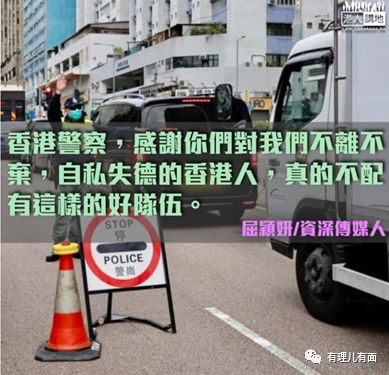 港人講地
香港警察，感謝你們對我們不離不
棄，自私失德的香港人，真的不配
有這樣的好隊伍。
屈穎妍/資深傳媒人
STOP
停
POLICE
警崗
有理儿有面